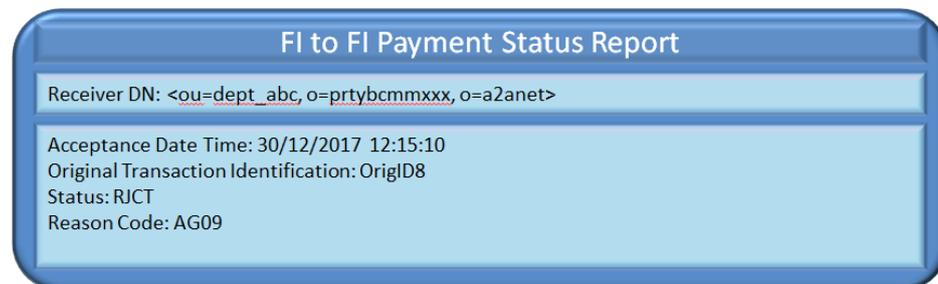 FI to FI Payment Status Report
Receiver DN: <ou=dept_abc, o=prtybcmmxxx, o=a2anet>
Acceptance Date Time: 30/12/2017 12:15:10
Original Transaction Identification: OrigID8
Status: RJCT
Reason Code: AG09